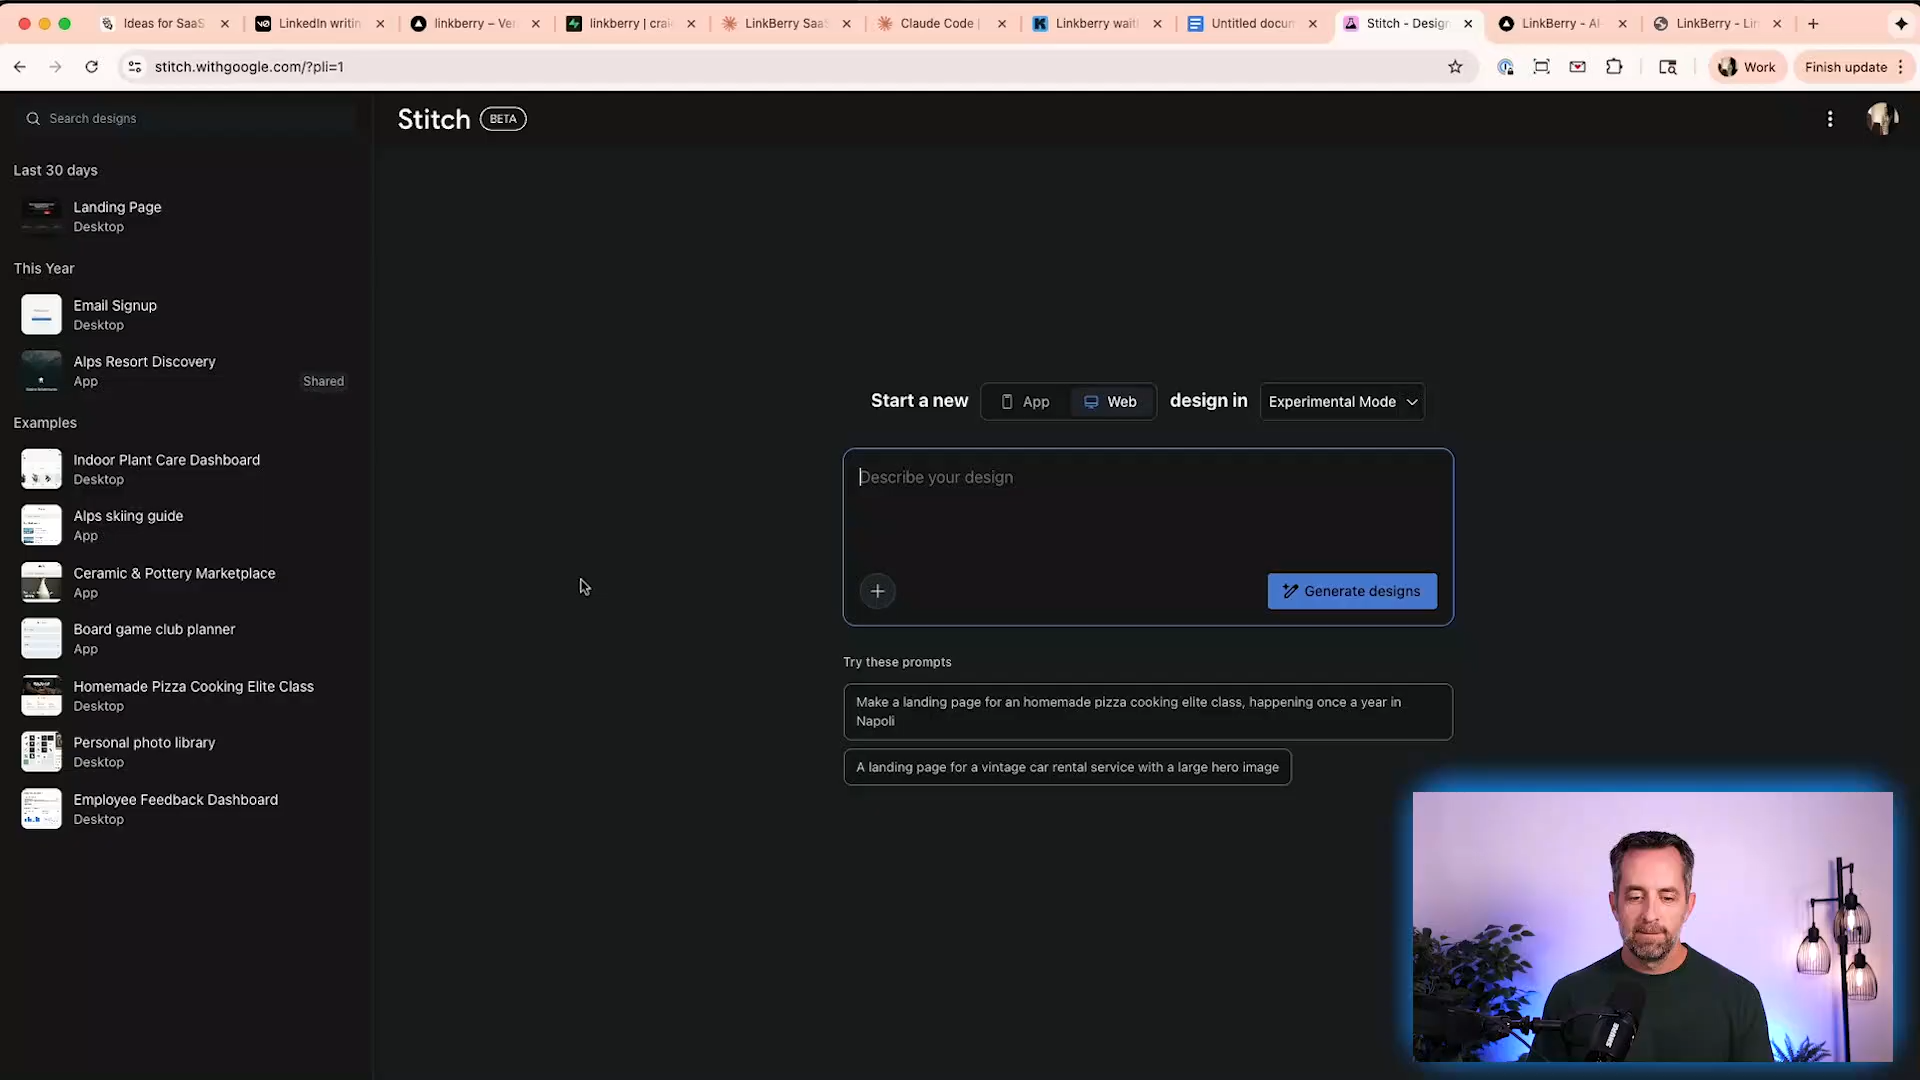 Ideas for SaaS
LinkedIn writin
linkberry – Ver
linkberry | crai
LinkBerry SaaS
Claude Code |
Linkberry wait
Untitled docum
Stitch - Design
LinkBerry - AI-
LinkBerry - Lin
stitch.withgoogle.com/?pli=1
Work
Finish update
Search designs
Stitch
BETA
Last 30 days
Landing Page
Desktop
This Year
Email Signup
Desktop
Alps Resort Discovery
App
Shared
Examples
Indoor Plant Care Dashboard
Desktop
Alps skiing guide
App
Ceramic & Pottery Marketplace
App
Board game club planner
App
Homemade Pizza Cooking Elite Class
Desktop
Personal photo library
Desktop
Employee Feedback Dashboard
Desktop
Start a new
App
Web
design in
Experimental Mode
Describe your design
Generate designs
Try these prompts
Make a landing page for an homemade pizza cooking elite class, happening once a year in
Napoli
A landing page for a vintage car rental service with a large hero image
SHURE